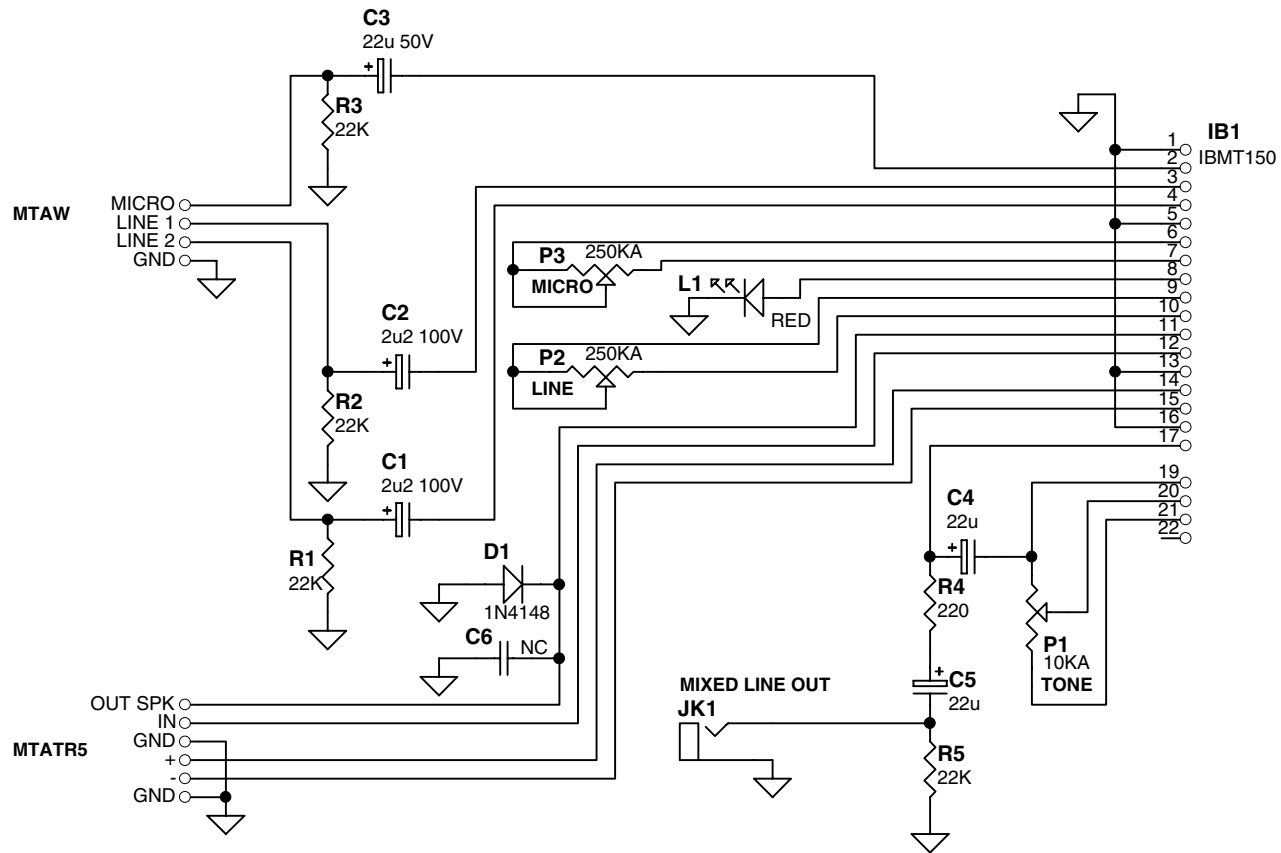 C3
22u 50V
+
R3
22K
MTAW
MICRO
LINE 1
LINE 2
GND
C2
2u2 100V
+
R2
22K
C1
2u2 100V
+
R1
22K
D1
1N4148
C6
NC
MTATR5
OUT SPK
IN
GND
+
-
GND
P3
250KA
MICRO
L1
RED
P2
250KA
LINE
IB1
IBMT150
1
2
3
4
5
6
7
8
9
10
11
12
13
14
15
16
17
19
20
21
22
C4
22u
+
R4
220
P1
10KA
TONE
+
C5
22u
MIXED LINE OUT
JK1
R5
22K